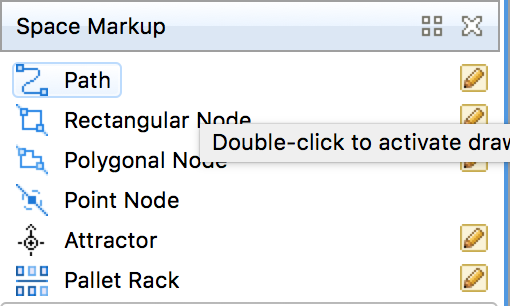 Space Markup
Path
Rectangular Node
Double-click to activate draw
Polygonal Node
Point Node
Attractor
Pallet Rack